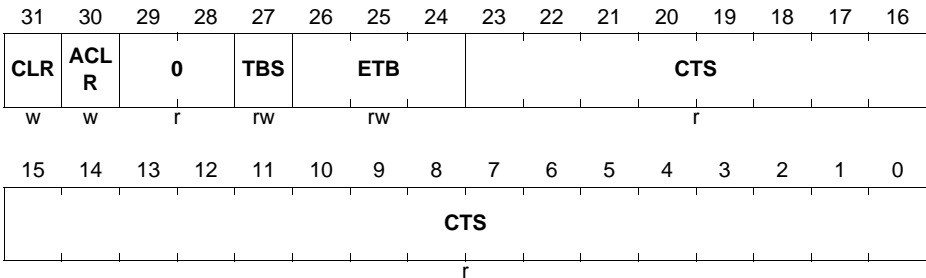 31 30 29 28 27 26 25 24 23 22 21 20 19 18 17 16
CLR ACL R 0 TBS ETB CTS
w w r rw rw r
15 14 13 12 11 10 9 8 7 6 5 4 3 2 1 0
CTS
r